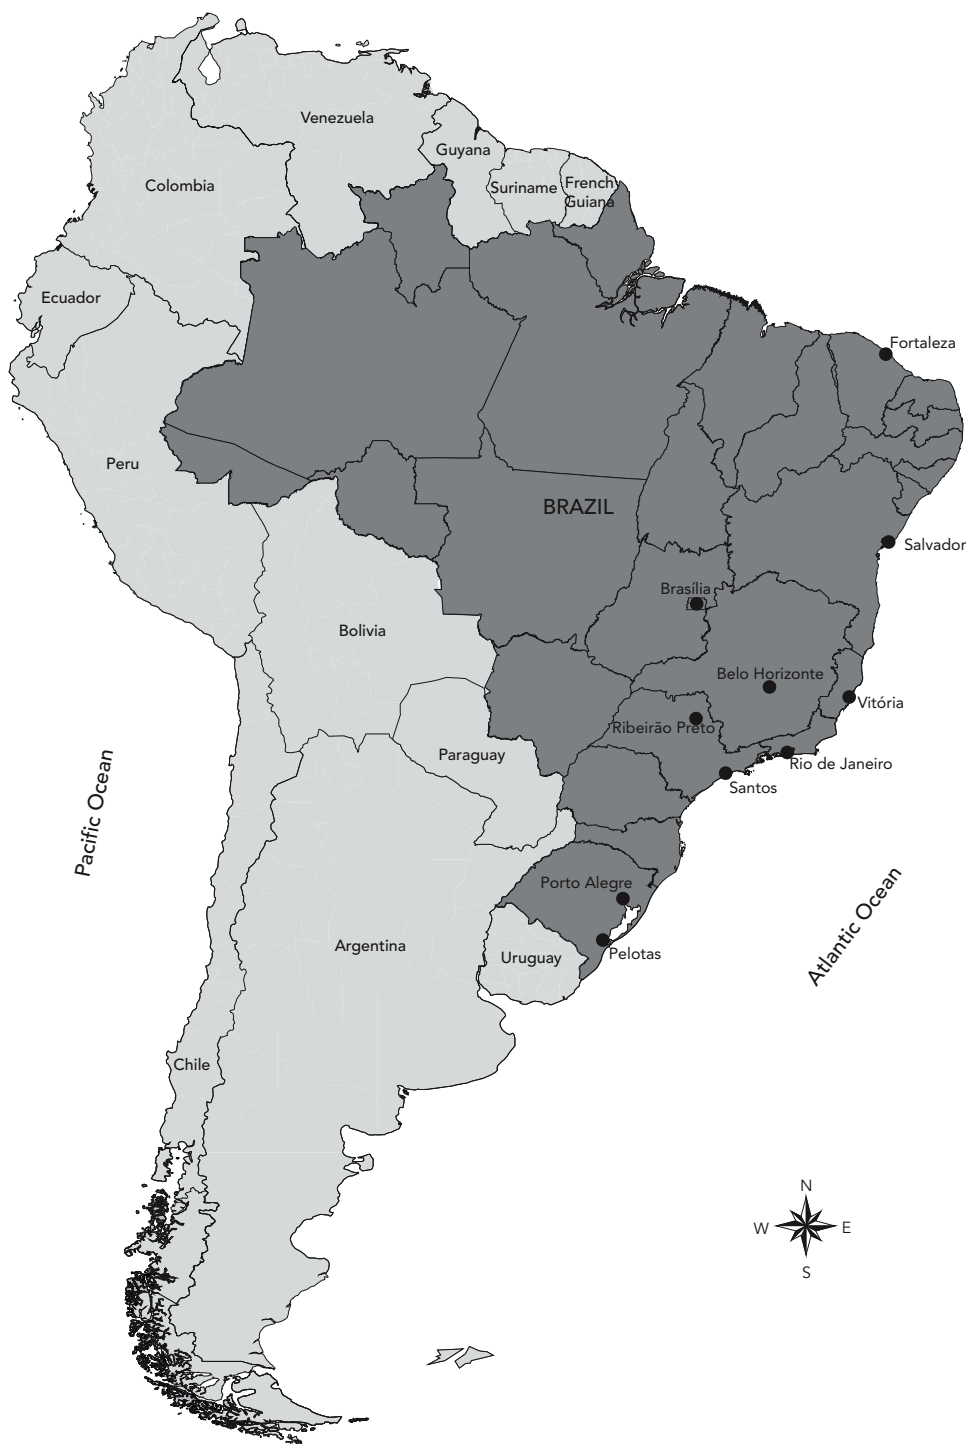 Venezuela
Guyana
Suriname
French
Guiana
Colombia
Ecuador
Fortaleza
Peru
BRAZIL
Salvador
Brasília
Bolivia
Belo Horizonte
Vitória
Ribeirão Preto
Paraguay
Rio de Janeiro
Santos
Pacific Ocean
Porto Alegre
Atlantic Ocean
Argentina
Uruguay
Pelotas
Chile
N
W
E
S